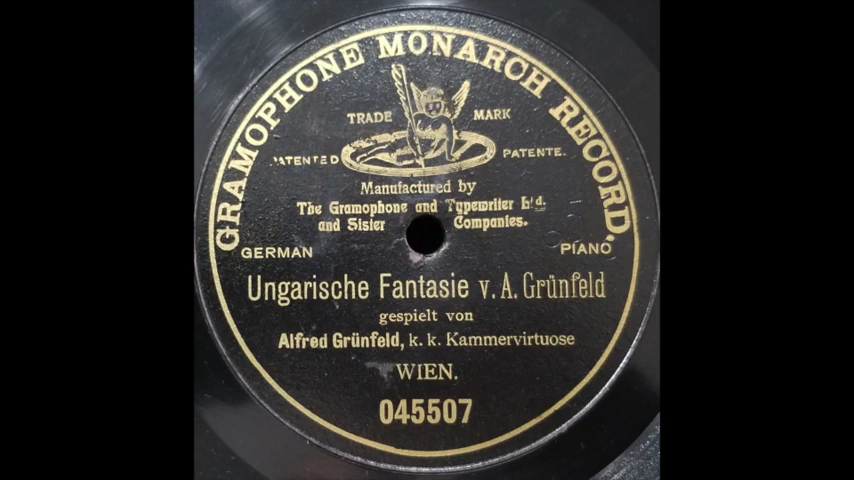 GRAMOPHONE MONARCH RECORD.
TRADE MARK
PATENTED PATENTE.
Manufactured by
The Gramophone and Typewriter Ltd.
and Sister Companies.
GERMAN PIANO
Ungarische Fantasie v. A. Grünfeld
gespielt von
Alfred Grünfeld, k. k. Kammervirtuose
WIEN.
045507